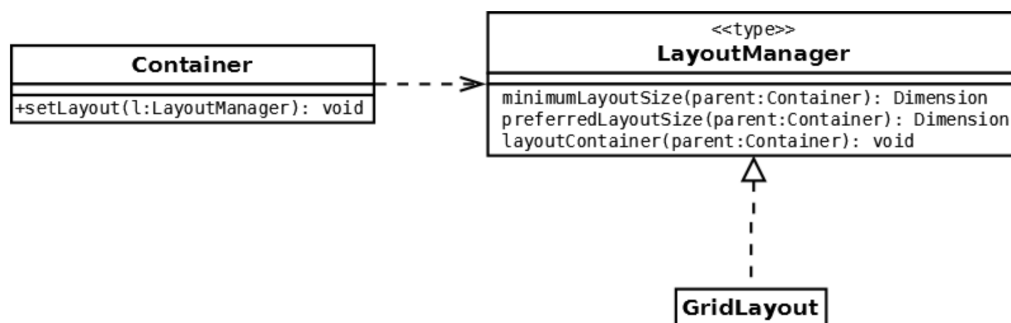 Container
+setLayout(l:LayoutManager): void
<<type>>
LayoutManager
minimumLayoutSize(parent:Container): Dimension
preferredLayoutSize(parent:Container): Dimension
layoutContainer(parent:Container): void
GridLayout